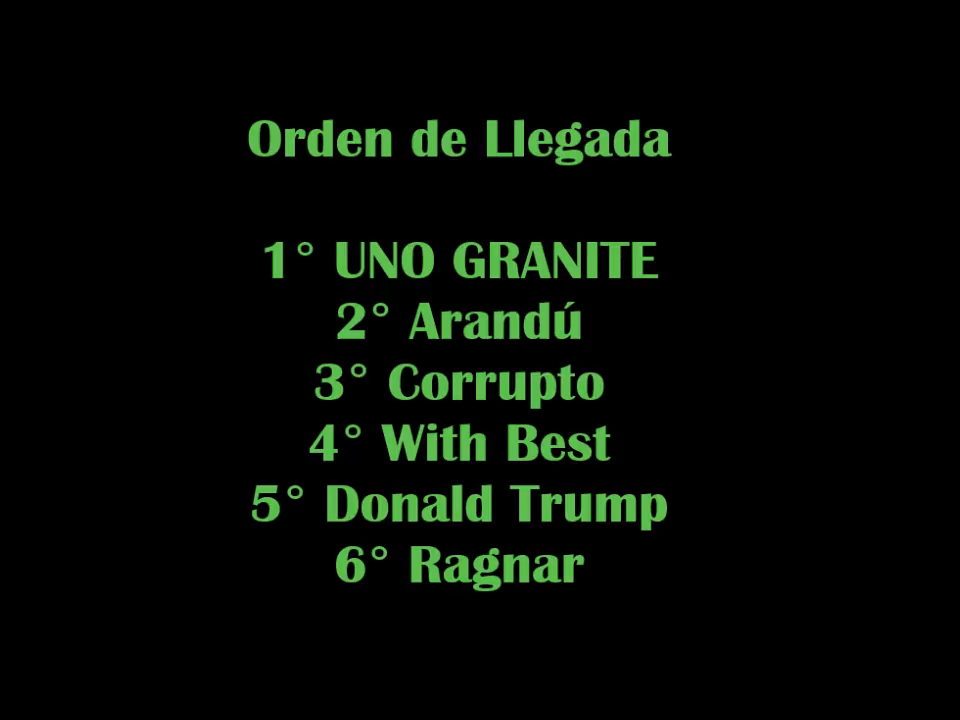 Orden de Llegada
1° UNO GRANITE
2° Arandú
3° Corrupto
4° With Best
5° Donald Trump
6° Ragnar